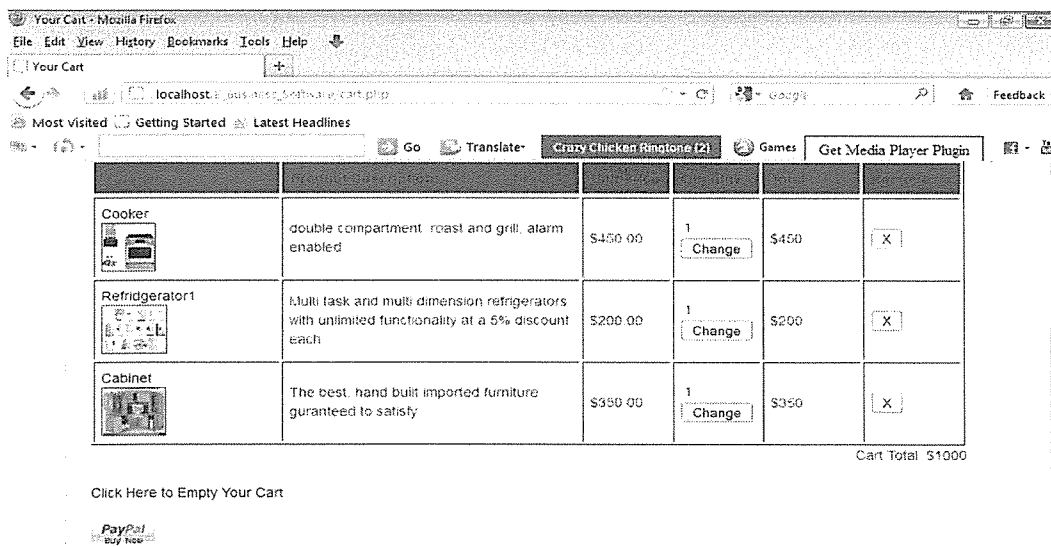 Your Cart - Mozilla Firefox
File Edit View History Bookmarks Tools Help
Your Cart +
localhost/E_Business_Software/cart.php Google Feedback
Most Visited Getting Started Latest Headlines
Go Translate Crazy Chicken Ringtone (2) Games Get Media Player Plugin
Cooker
double compartment roast and grill, alarm
enabled
$450.00
1
Change
$450
X
Refridgerator1
Multi task and multi dimension refrigerators
with unlimited functionality at a 5% discount
each
$200.00
1
Change
$200
X
Cabinet
The best, hand built imported furniture
guranteed to satisfy
$350.00
1
Change
$350
X
Cart Total $1000
Click Here to Empty Your Cart
PayPal
BUY NOW